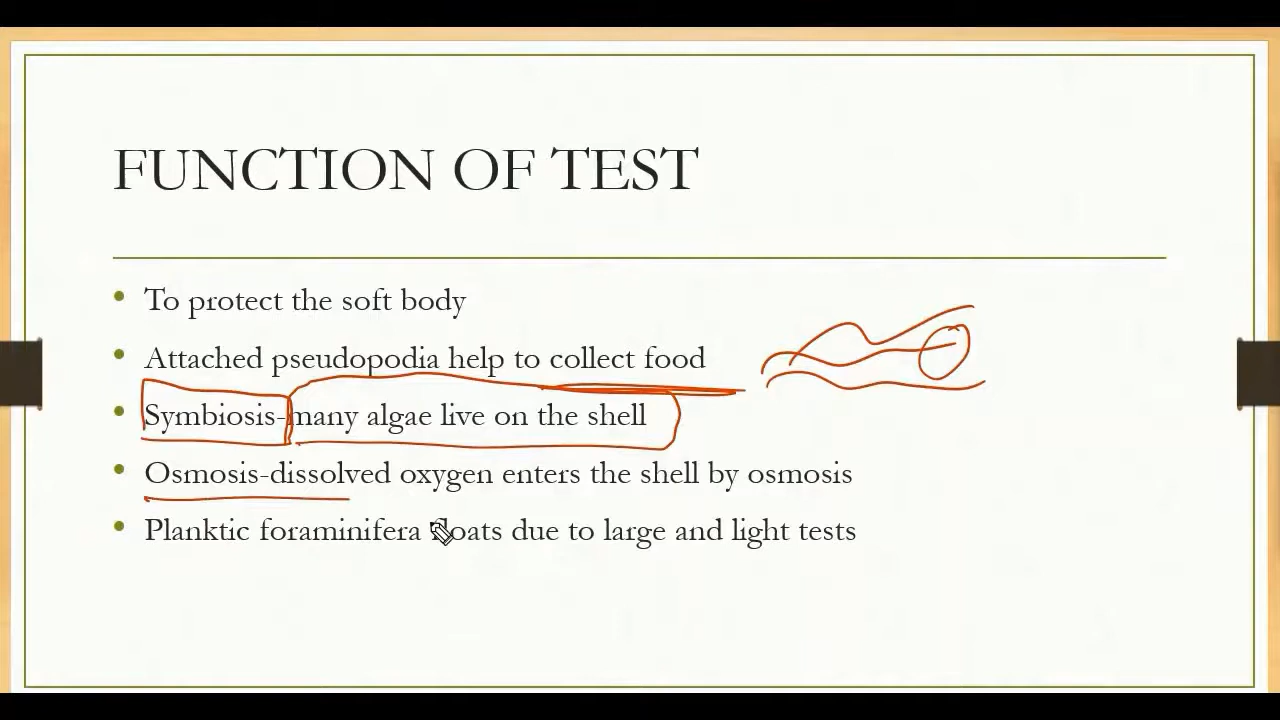 FUNCTION OF TEST
• To protect the soft body
• Attached pseudopodia help to collect food
• Symbiosis-many algae live on the shell
• Osmosis-dissolved oxygen enters the shell by osmosis
• Planktic foraminifera floats due to large and light tests